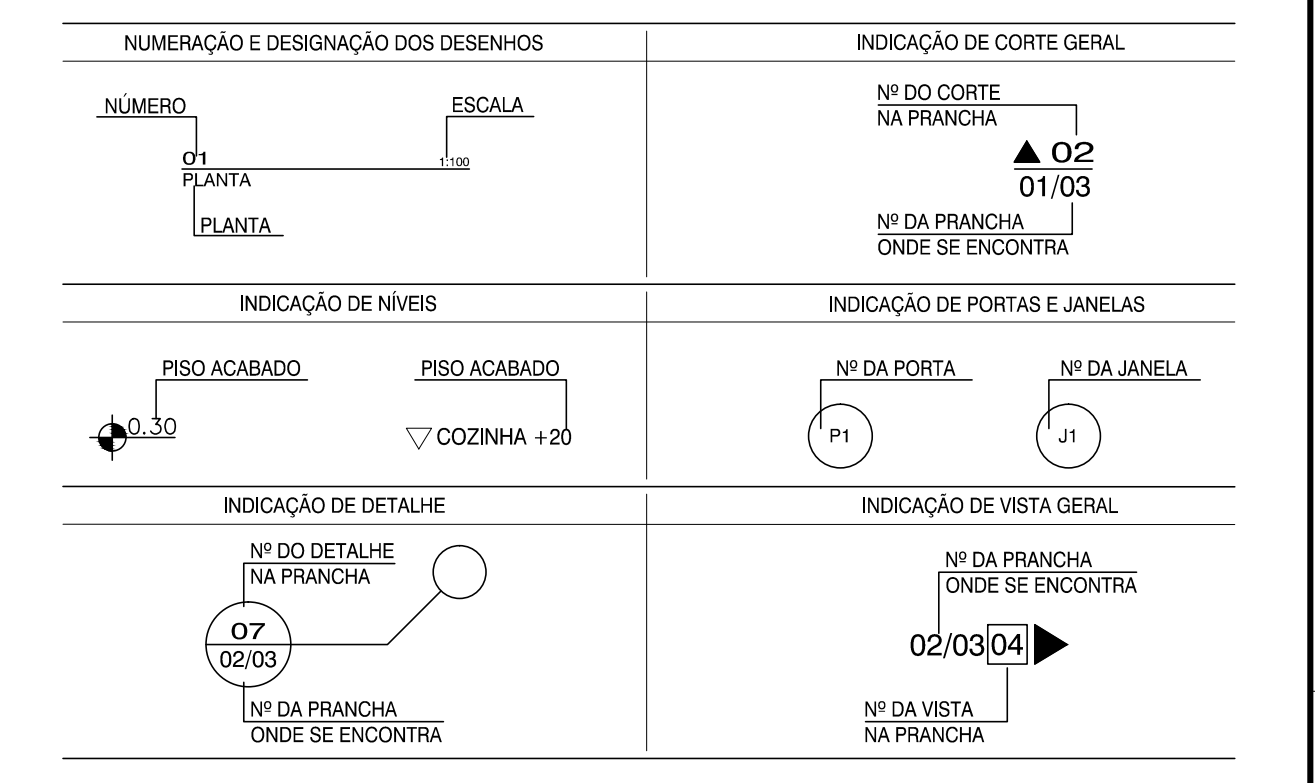 NUMERAÇÃO E DESIGNAÇÃO DOS DESENHOS
NÚMERO
ESCALA
01
1:100
PLANTA
PLANTA
INDICAÇÃO DE CORTE GERAL
Nº DO CORTE
NA PRANCHA
02
01/03
Nº DA PRANCHA
ONDE SE ENCONTRA
INDICAÇÃO DE NÍVEIS
PISO ACABADO
0.30
PISO ACABADO
COZINHA +20
INDICAÇÃO DE PORTAS E JANELAS
Nº DA PORTA
P1
Nº DA JANELA
J1
INDICAÇÃO DE DETALHE
Nº DO DETALHE
NA PRANCHA
07
02/03
Nº DA PRANCHA
ONDE SE ENCONTRA
INDICAÇÃO DE VISTA GERAL
Nº DA PRANCHA
ONDE SE ENCONTRA
02/03 04
Nº DA VISTA
NA PRANCHA